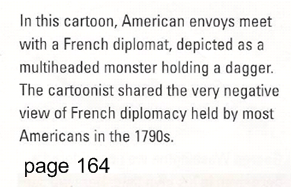 In this cartoon, American envoys meet
with a French diplomat, depicted as a
multiheaded monster holding a dagger.
The cartoonist shared the very negative
view of French diplomacy held by most
Americans in the 1790s.
page 164